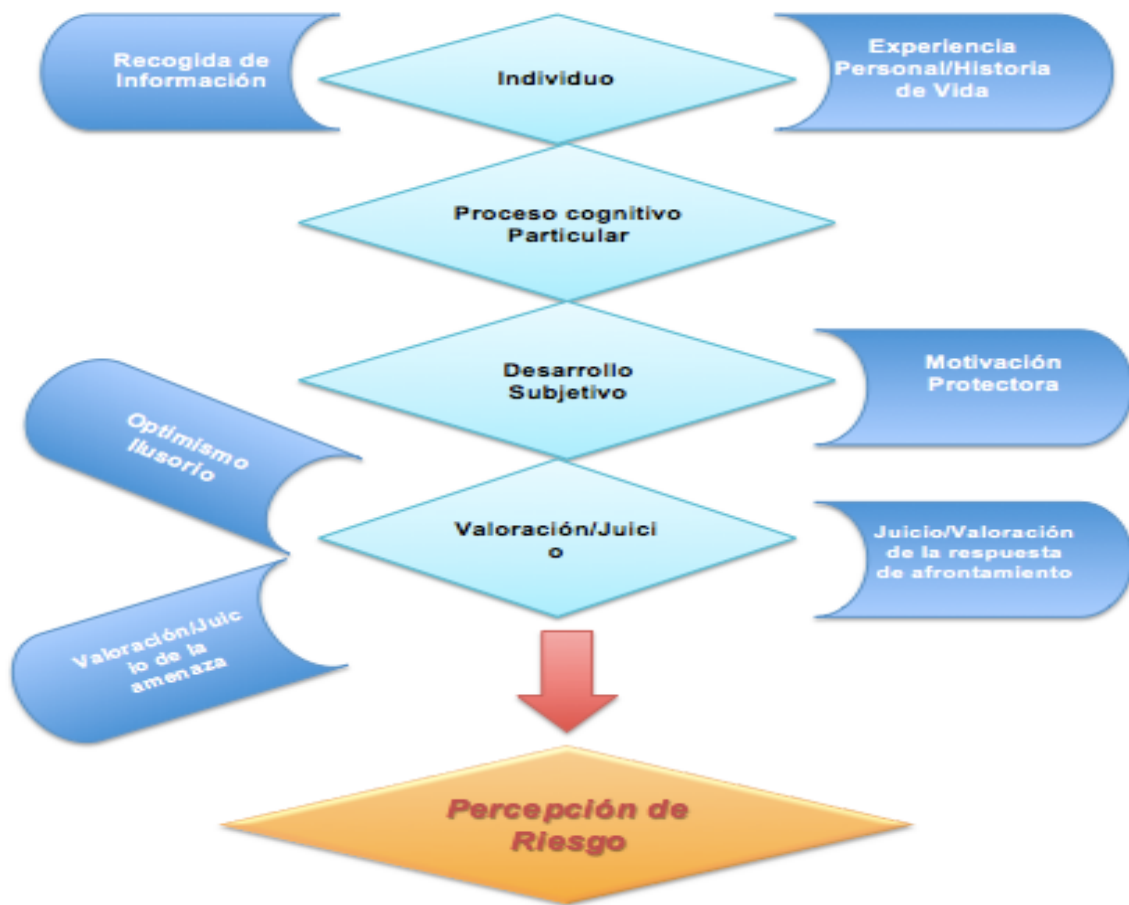 Recogida de
Información
Individuo
Experiencia
Personal/Historia
de Vida
Proceso cognitivo
Particular
Desarrollo
Subjetivo
Motivación
Protectora
Optimismo
Ilusorio
Valoración/Juici
o
Juicio/Valoración
de la respuesta
de afrontamiento
Valoración/Juic
io de la
amenaza
Percepción de
Riesgo